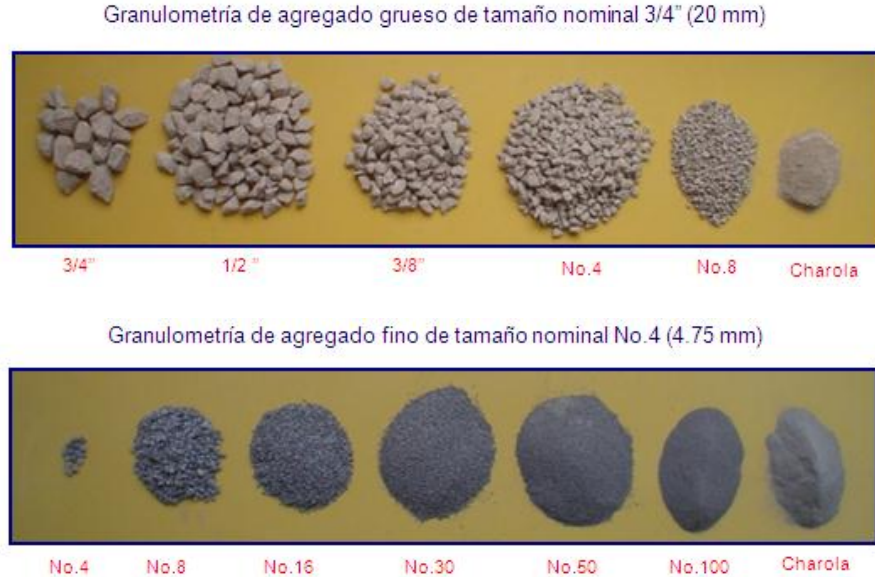 Granulometría de agregado grueso de tamaño nominal 3/4" (20 mm)
3/4" 1/2 " 3/8" No.4 No.8 Charola
Granulometría de agregado fino de tamaño nominal No.4 (4.75 mm)
No.4 No.8 No.16 No.30 No.50 No.100 Charola